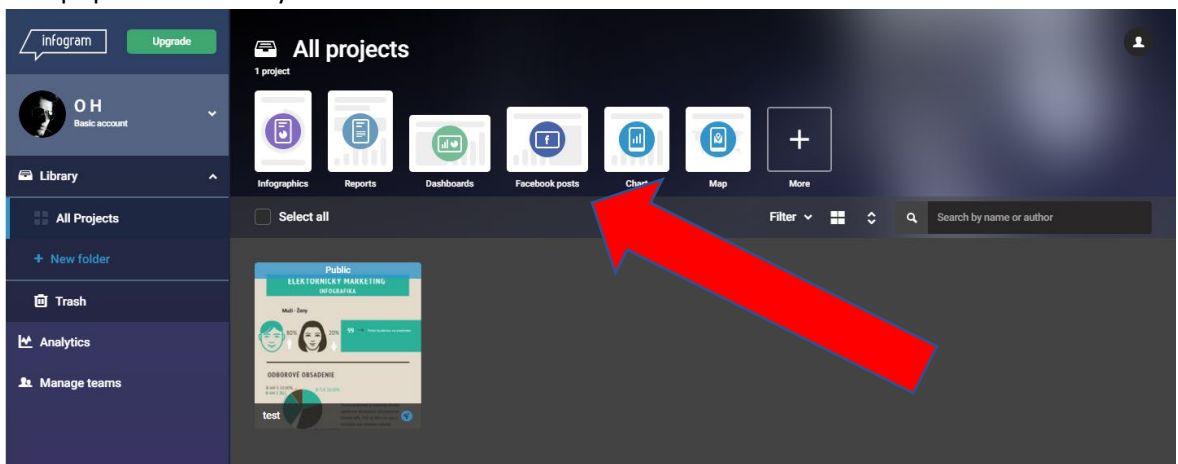 infogram
Upgrade
O H
Basic account
Library
All Projects
+ New folder
Trash
Analytics
Manage teams
All projects
1 project
Infographics
Reports
Dashboards
Facebook posts
Chart
Map
More
Select all
Filter
Search by name or author
Public
ELEKTORNICKÝ MARKETING
INFOGRAFIKA
Muži - Ženy
80%
20%
ODBOROVÉ OBSADENIE
test